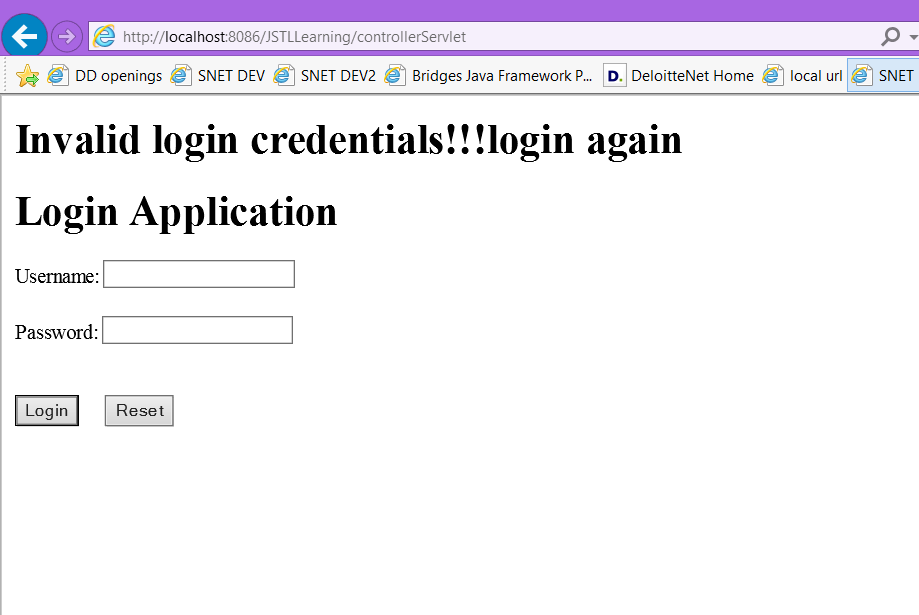 http://localhost:8086/JSTLLearning/controllerServlet
DD openings SNET DEV SNET DEV2 Bridges Java Framework P... D. DeloitteNet Home local url SNET
Invalid login credentials!!!login again
Login Application
Username:
Password:
Login Reset